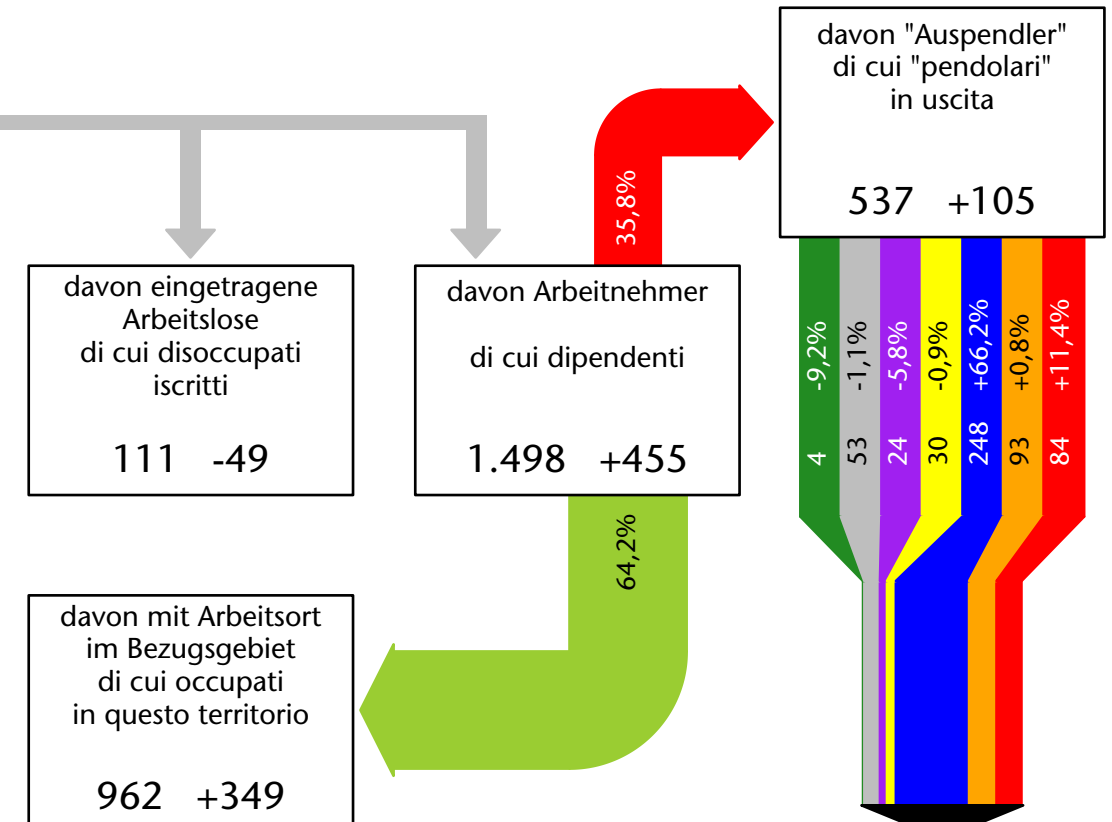 davon "Auspendler"
di cui "pendolari"
in uscita
537 +105
35,8%
davon eingetragene
Arbeitslose
di cui disoccupati
iscritti
111 -49
davon Arbeitnehmer
di cui dipendenti
1.498 +455
4 -9,2%
53 -1,1%
24 -5,8%
30 -0,9%
248 +66,2%
93 +0,8%
84 +11,4%
64,2%
davon mit Arbeitsort
im Bezugsgebiet
di cui occupati
in questo territorio
962 +349